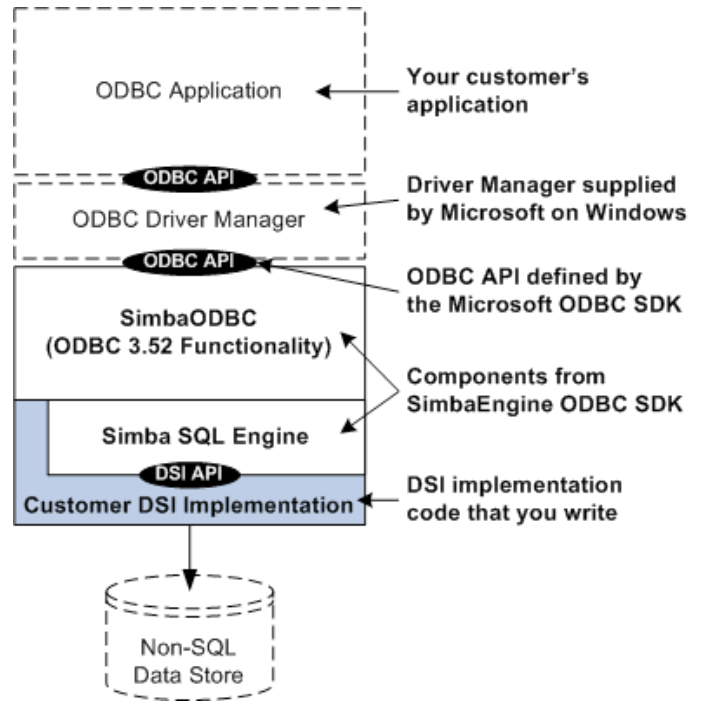 ODBC Application
Your customer's
application
ODBC API
ODBC Driver Manager
Driver Manager supplied
by Microsoft on Windows
ODBC API
ODBC API defined by
the Microsoft ODBC SDK
SimbaODBC
(ODBC 3.52 Functionality)
Components from
SimbaEngine ODBC SDK
Simba SQL Engine
DSI API
Customer DSI Implementation
DSI implementation
code that you write
Non-SQL
Data Store